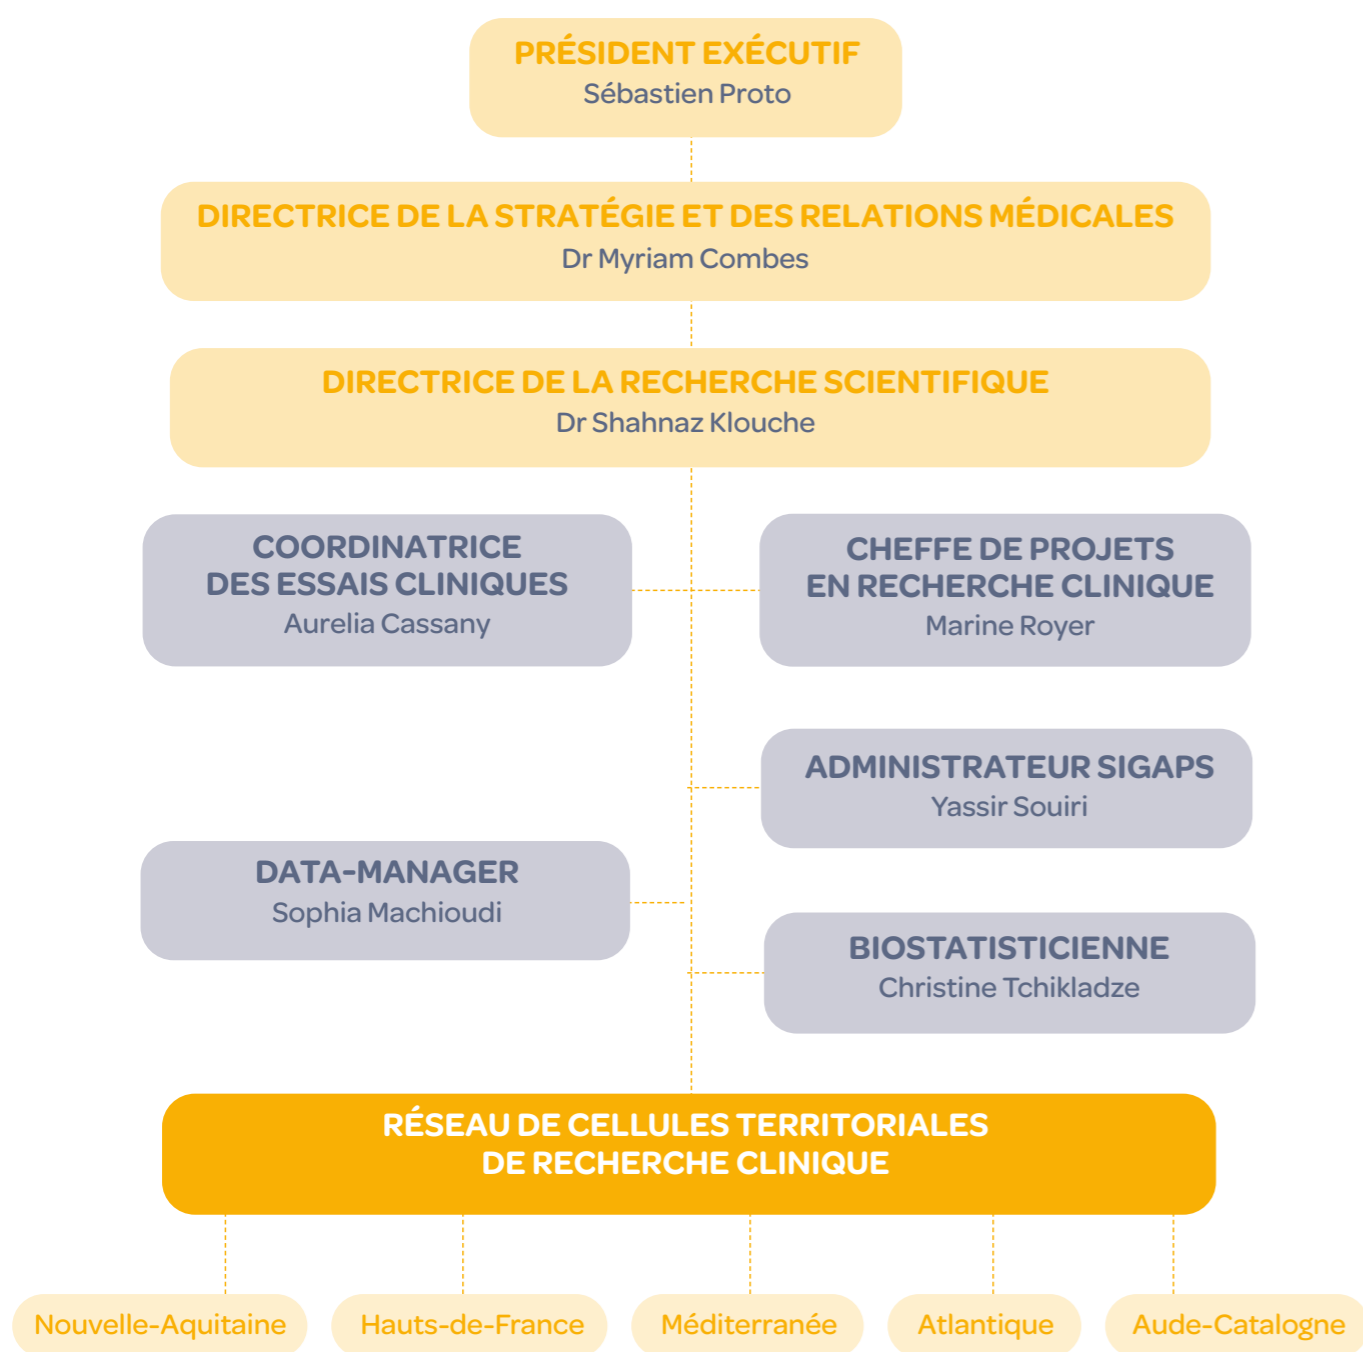 PRÉSIDENT EXÉCUTIF
Sébastien Proto
DIRECTRICE DE LA STRATÉGIE ET DES RELATIONS MÉDICALES
Dr Myriam Combes
DIRECTRICE DE LA RECHERCHE SCIENTIFIQUE
Dr Shahnaz Klouche
COORDINATRICE
DES ESSAIS CLINIQUES
Aurelia Cassany
CHEFFE DE PROJETS
EN RECHERCHE CLINIQUE
Marine Royer
ADMINISTRATEUR SIGAPS
Yassir Souiri
DATA-MANAGER
Sophia Machioudi
BIOSTATISTICIENNE
Christine Tchikladze
RÉSEAU DE CELLULES TERRITORIALES
DE RECHERCHE CLINIQUE
Nouvelle-Aquitaine
Hauts-de-France
Méditerranée
Atlantique
Aude-Catalogne